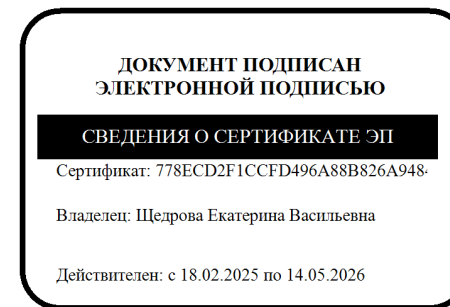 ДОКУМЕНТ ПОДПИСАН
ЭЛЕКТРОННОЙ ПОДПИСЬЮ
СВЕДЕНИЯ О СЕРТИФИКАТЕ ЭП
Сертификат: 778ECD2F1CCFD496A88B826A948
Владелец: Щедрова Екатерина Васильевна
Действителен: с 18.02.2025 по 14.05.2026